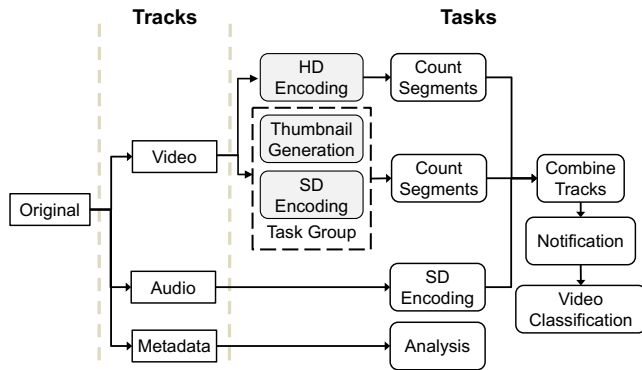 Tracks
Tasks
HD
Encoding
Count
Segments
Thumbnail
Generation
Video
SD
Encoding
Count
Segments
Combine
Tracks
Original
Task Group
Notification
Audio
SD
Encoding
Video
Classification
Metadata
Analysis